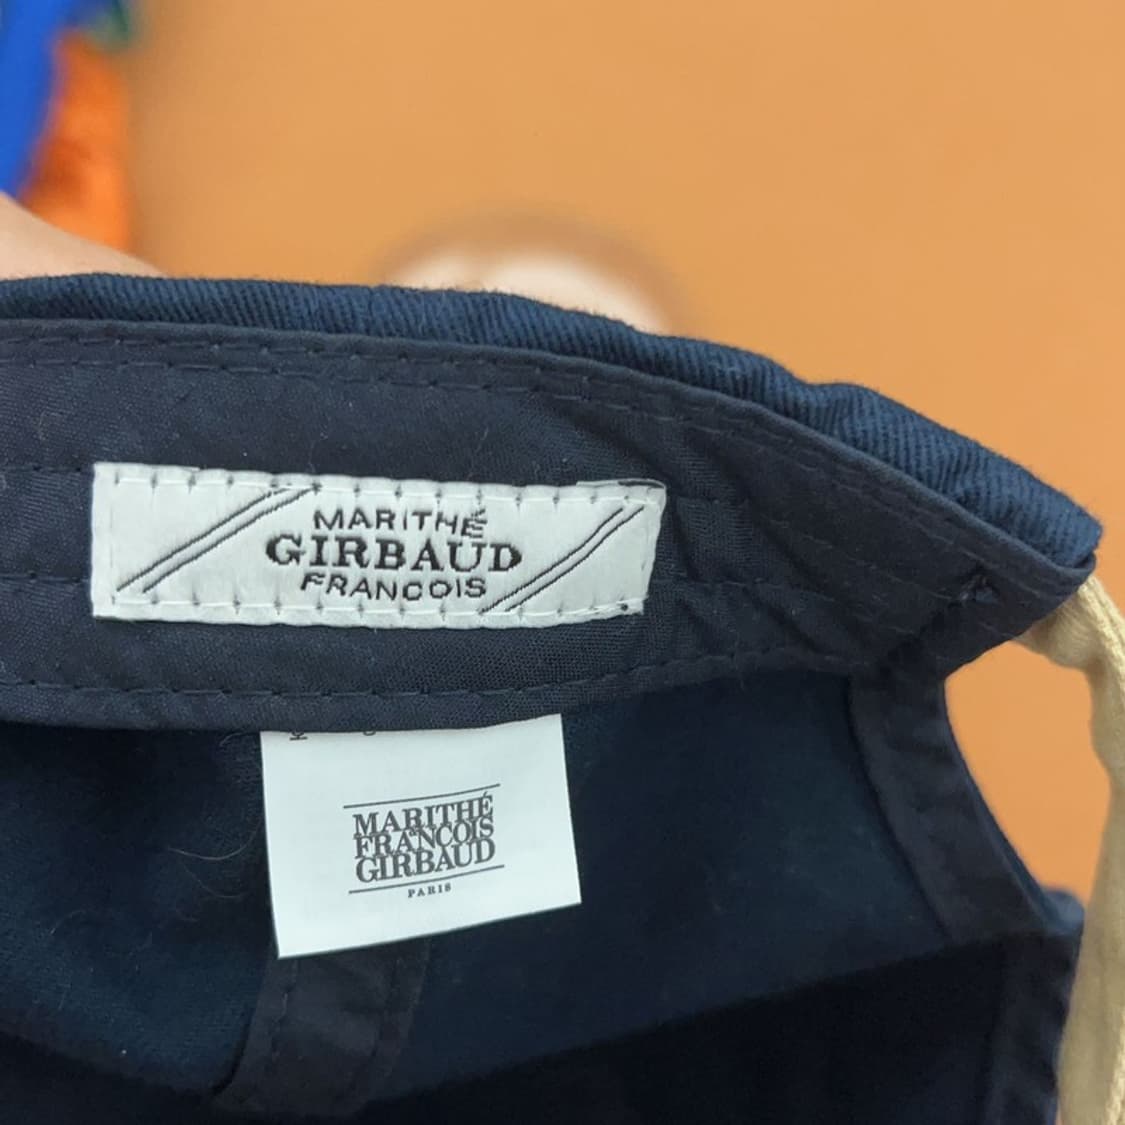 MARITHÉ
GIRBAUD
FRANCOIS
MARITHÉ
FRANCOIS
GIRBAUD
PARIS